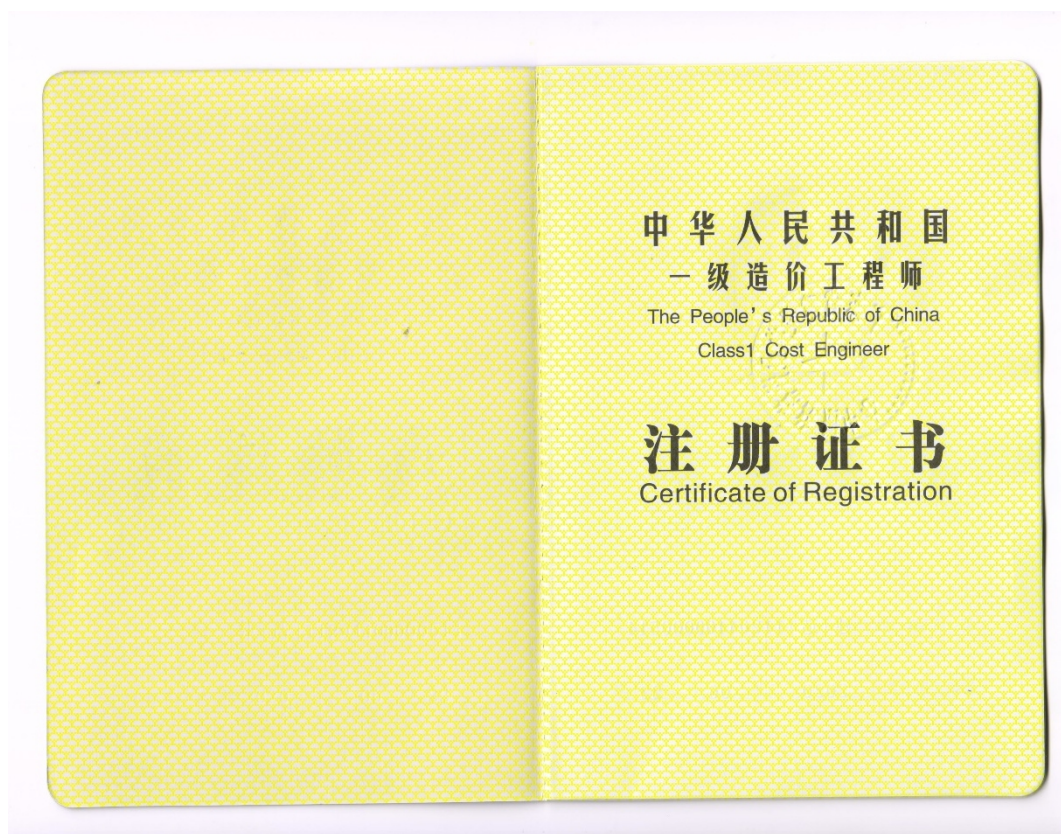 中华人民共和国
一级造价工程师
The People's Republic of China
Class1 Cost Engineer
注册证书
Certificate of Registration